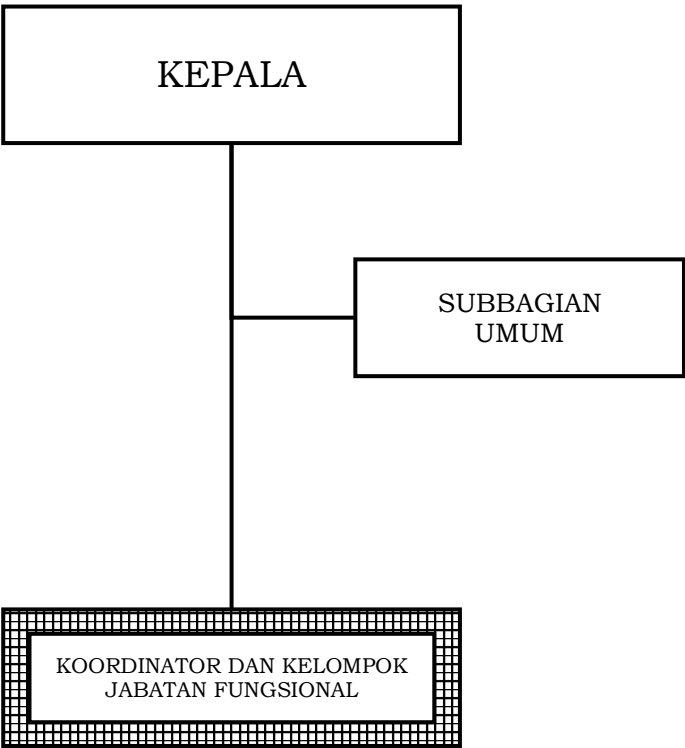 KEPALA
SUBBAGIAN
UMUM
KOORDINATOR DAN KELOMPOK
JABATAN FUNGSIONAL